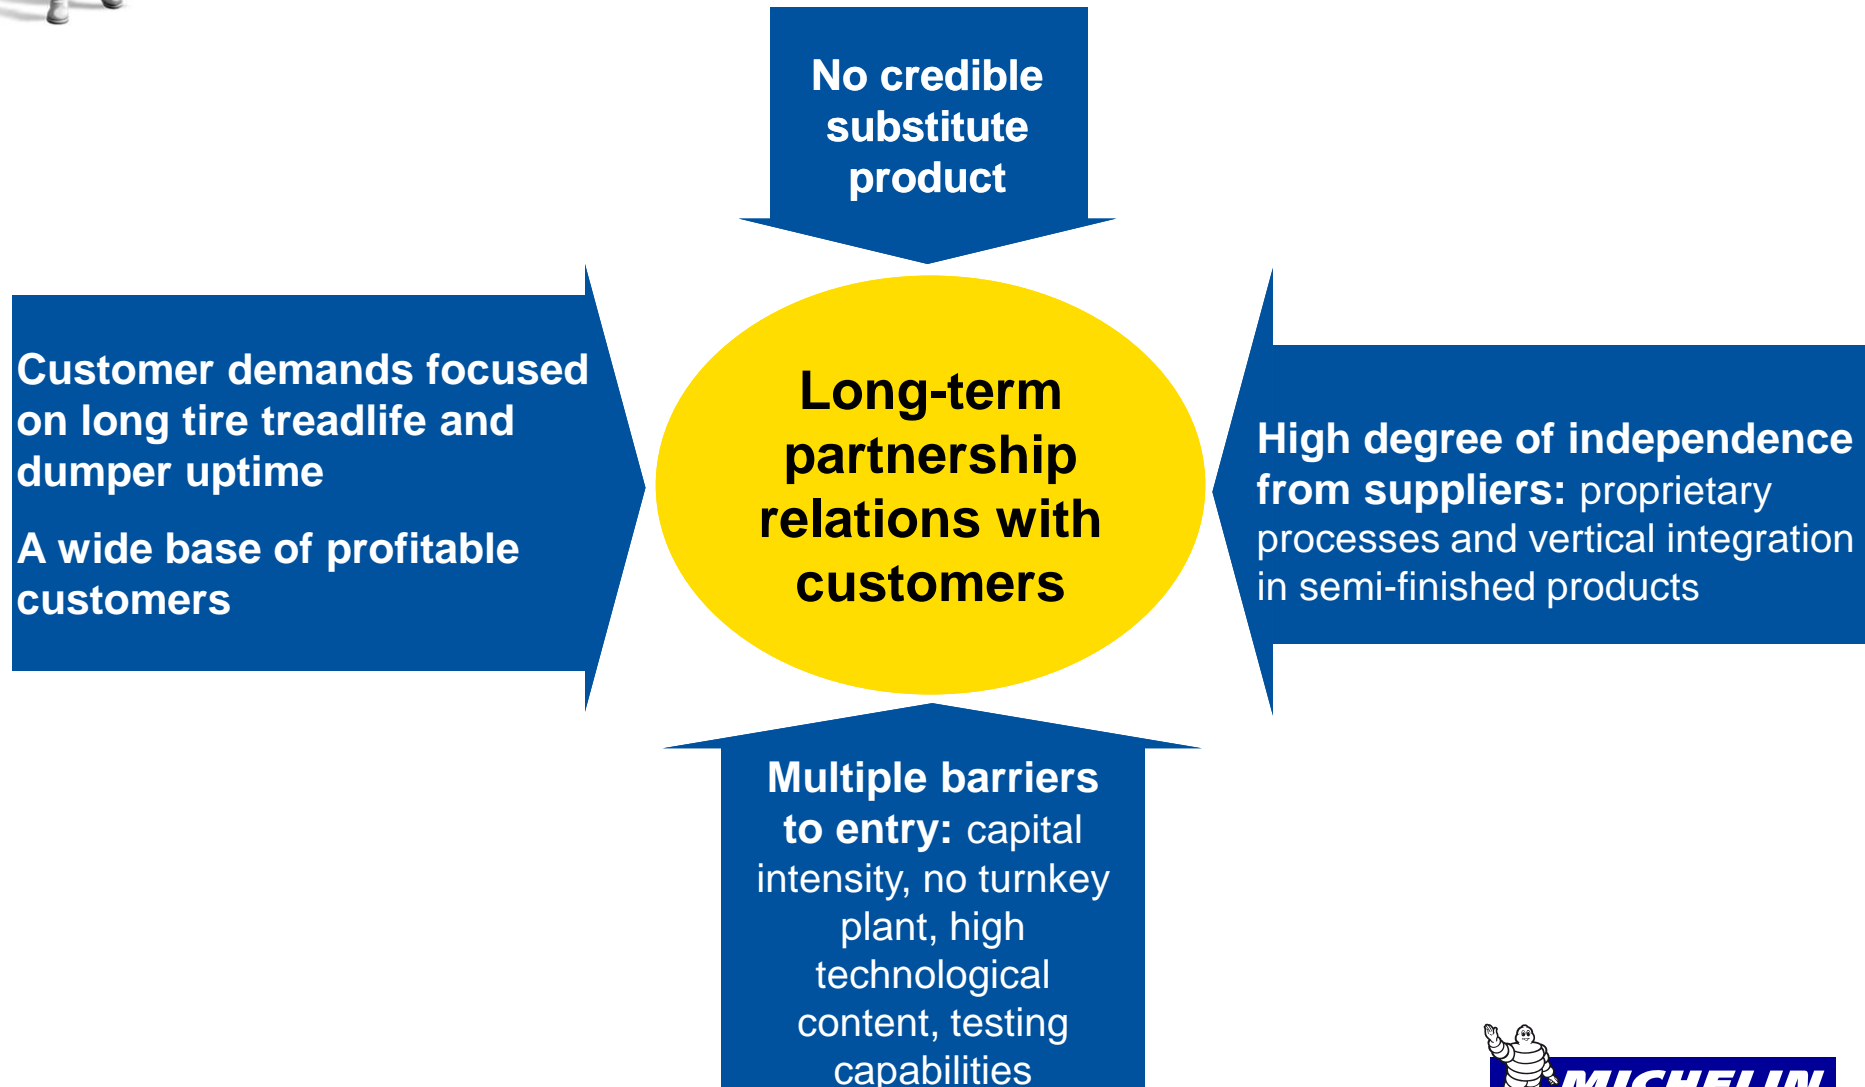 No credible
substitute
product
Customer demands focused
on long tire treadlife and
dumper uptime
A wide base of profitable
customers
Long-term
partnership
relations with
customers
High degree of independence
from suppliers: proprietary
processes and vertical integration
in semi-finished products
Multiple barriers
to entry: capital
intensity, no turnkey
plant, high
technological
content, testing
capabilities
MICHELIN